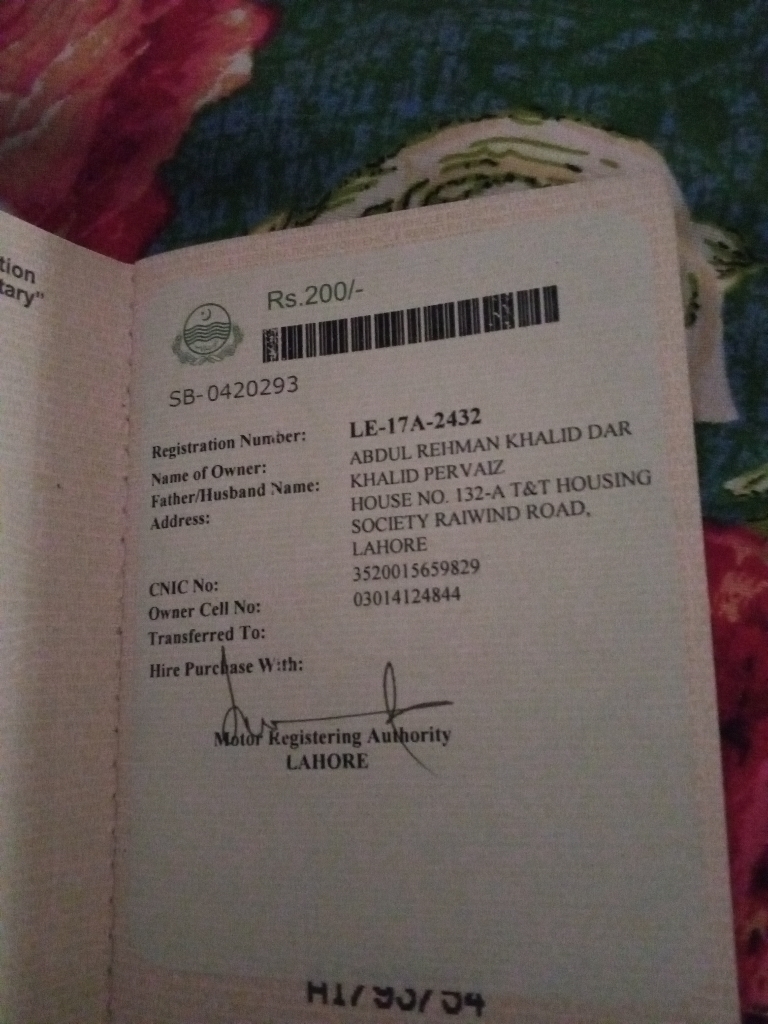 tion
tary"
Rs.200/-
SB-0420293
Registration Number: LE-17A-2432
Name of Owner: ABDUL REHMAN KHALID DAR
Father/Husband Name: KHALID PERVAIZ
Address: HOUSE NO. 132-A T&T HOUSING
SOCIETY RAIWIND ROAD,
LAHORE
CNIC No: 3520015659829
Owner Cell No: 03014124844
Transferred To:
Hire Purchase With:
Motor Registering Authority
LAHORE